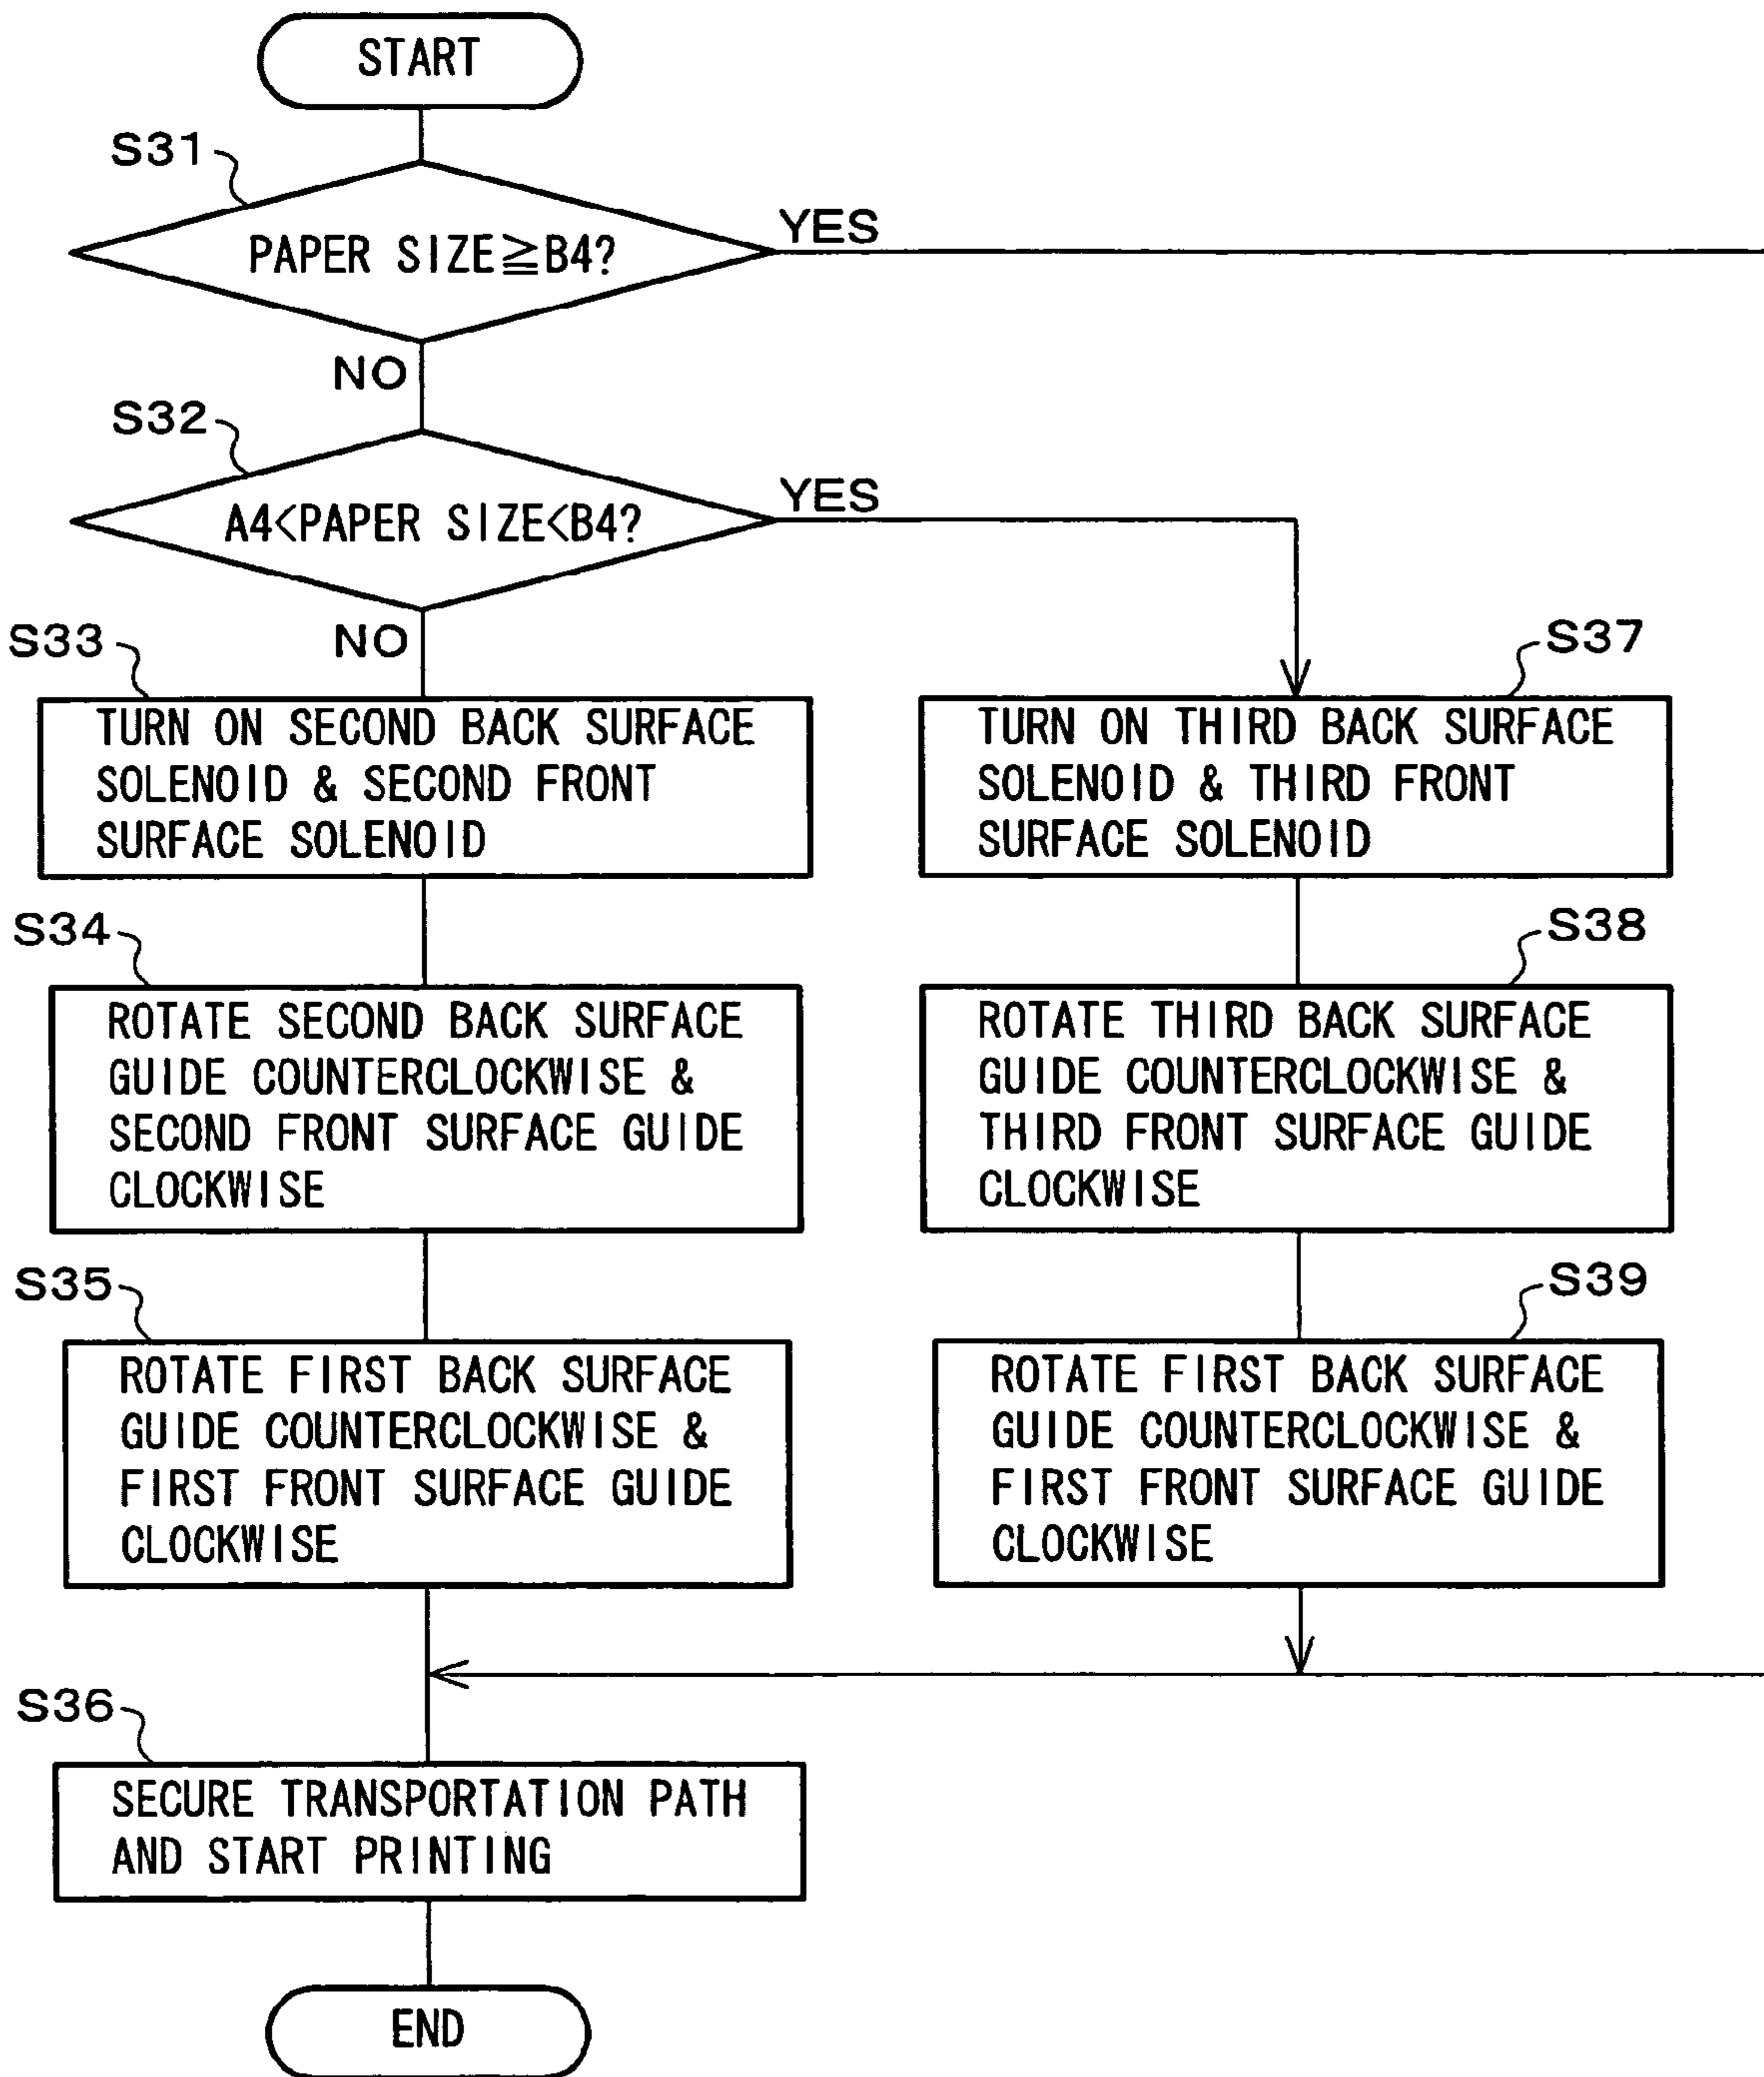 START
S31
PAPER SIZE≧B4?
YES
NO
S32
A4<PAPER SIZE<B4?
YES
NO
S33
TURN ON SECOND BACK SURFACE
SOLENOID & SECOND FRONT
SURFACE SOLENOID
S37
TURN ON THIRD BACK SURFACE
SOLENOID & THIRD FRONT
SURFACE SOLENOID
S34
ROTATE SECOND BACK SURFACE
GUIDE COUNTERCLOCKWISE &
SECOND FRONT SURFACE GUIDE
CLOCKWISE
S38
ROTATE THIRD BACK SURFACE
GUIDE COUNTERCLOCKWISE &
THIRD FRONT SURFACE GUIDE
CLOCKWISE
S35
ROTATE FIRST BACK SURFACE
GUIDE COUNTERCLOCKWISE &
FIRST FRONT SURFACE GUIDE
CLOCKWISE
S39
ROTATE FIRST BACK SURFACE
GUIDE COUNTERCLOCKWISE &
FIRST FRONT SURFACE GUIDE
CLOCKWISE
S36
SECURE TRANSPORTATION PATH
AND START PRINTING
END